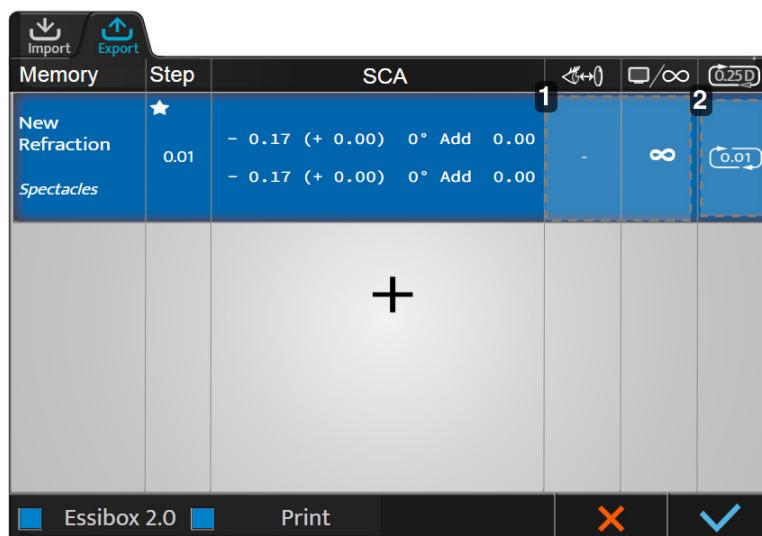 Import Export
Memory Step SCA /∞ 0.25 D
1 2
New
Refraction
Spectacles
0.01
- 0.17 (+ 0.00) 0° Add 0.00
- 0.17 (+ 0.00) 0° Add 0.00
- ∞ 0.01
+
Essibox 2.0 Print